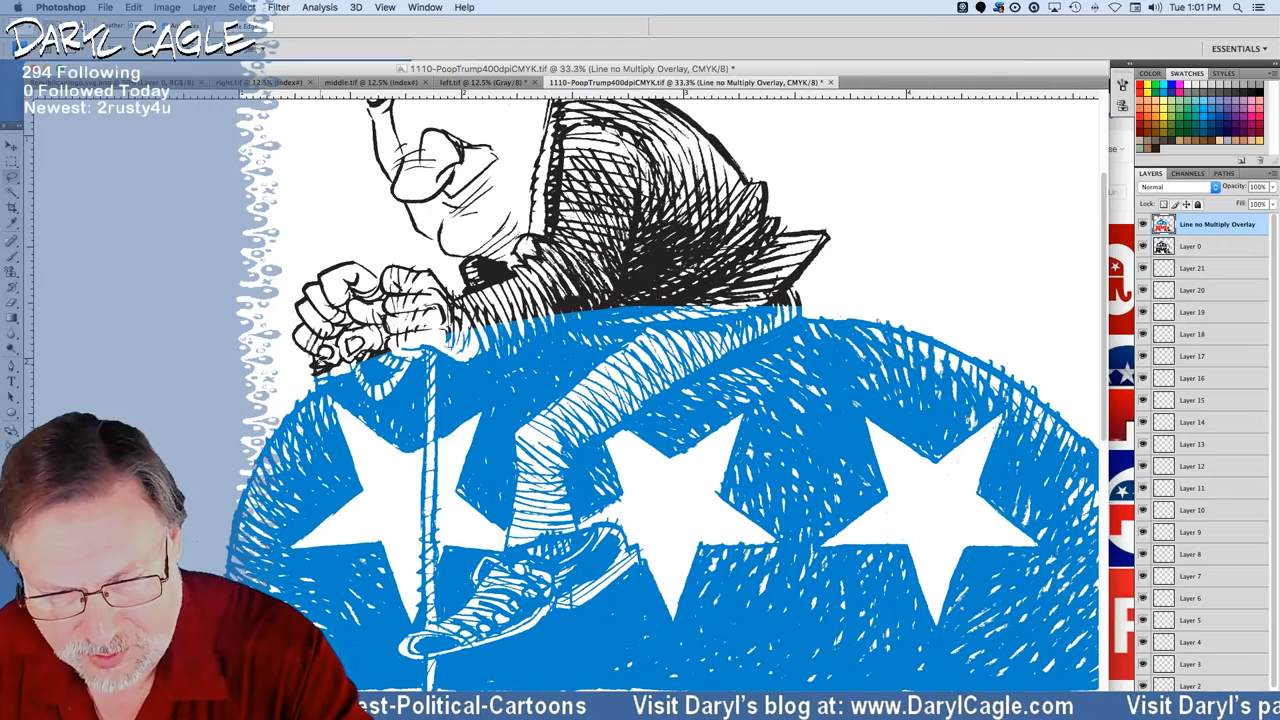 Photoshop File Edit Image Layer Select Filter Analysis 3D View Window Help Tue 1:01 PM
ESSENTIALS
DARYL CAGLE
294 Following
0 Followed Today
Newest: 2rusty4u
1110-PoopTrump400dpiCMYK.tif @ 33.3% (Line no Multiply Overlay, CMYK/8) *
right.tif @ 12.5% (Index#) middle.tif @ 12.5% (Index#) left.tif @ 12.5% (Gray/8) * 1110-PoopTrump400dpiCMYK.tif @ 33.3% (Line no Multiply Overlay, CMYK/8) *
COLOR SWATCHES STYLES
LAYERS CHANNELS PATHS
Normal Opacity: 100%
Lock: Fill: 100%
Line no Multiply Overlay
Layer 0
Layer 21
Layer 20
Layer 19
Layer 18
Layer 17
Layer 16
Layer 15
Layer 14
Layer 13
Layer 12
Layer 11
Layer 10
Layer 9
Layer 8
Layer 7
Layer 6
Layer 5
Layer 4
Layer 3
Layer 2
est-Political-Cartoons Visit Daryl's blog at: www.DarylCagle.com Visit Daryl's pa